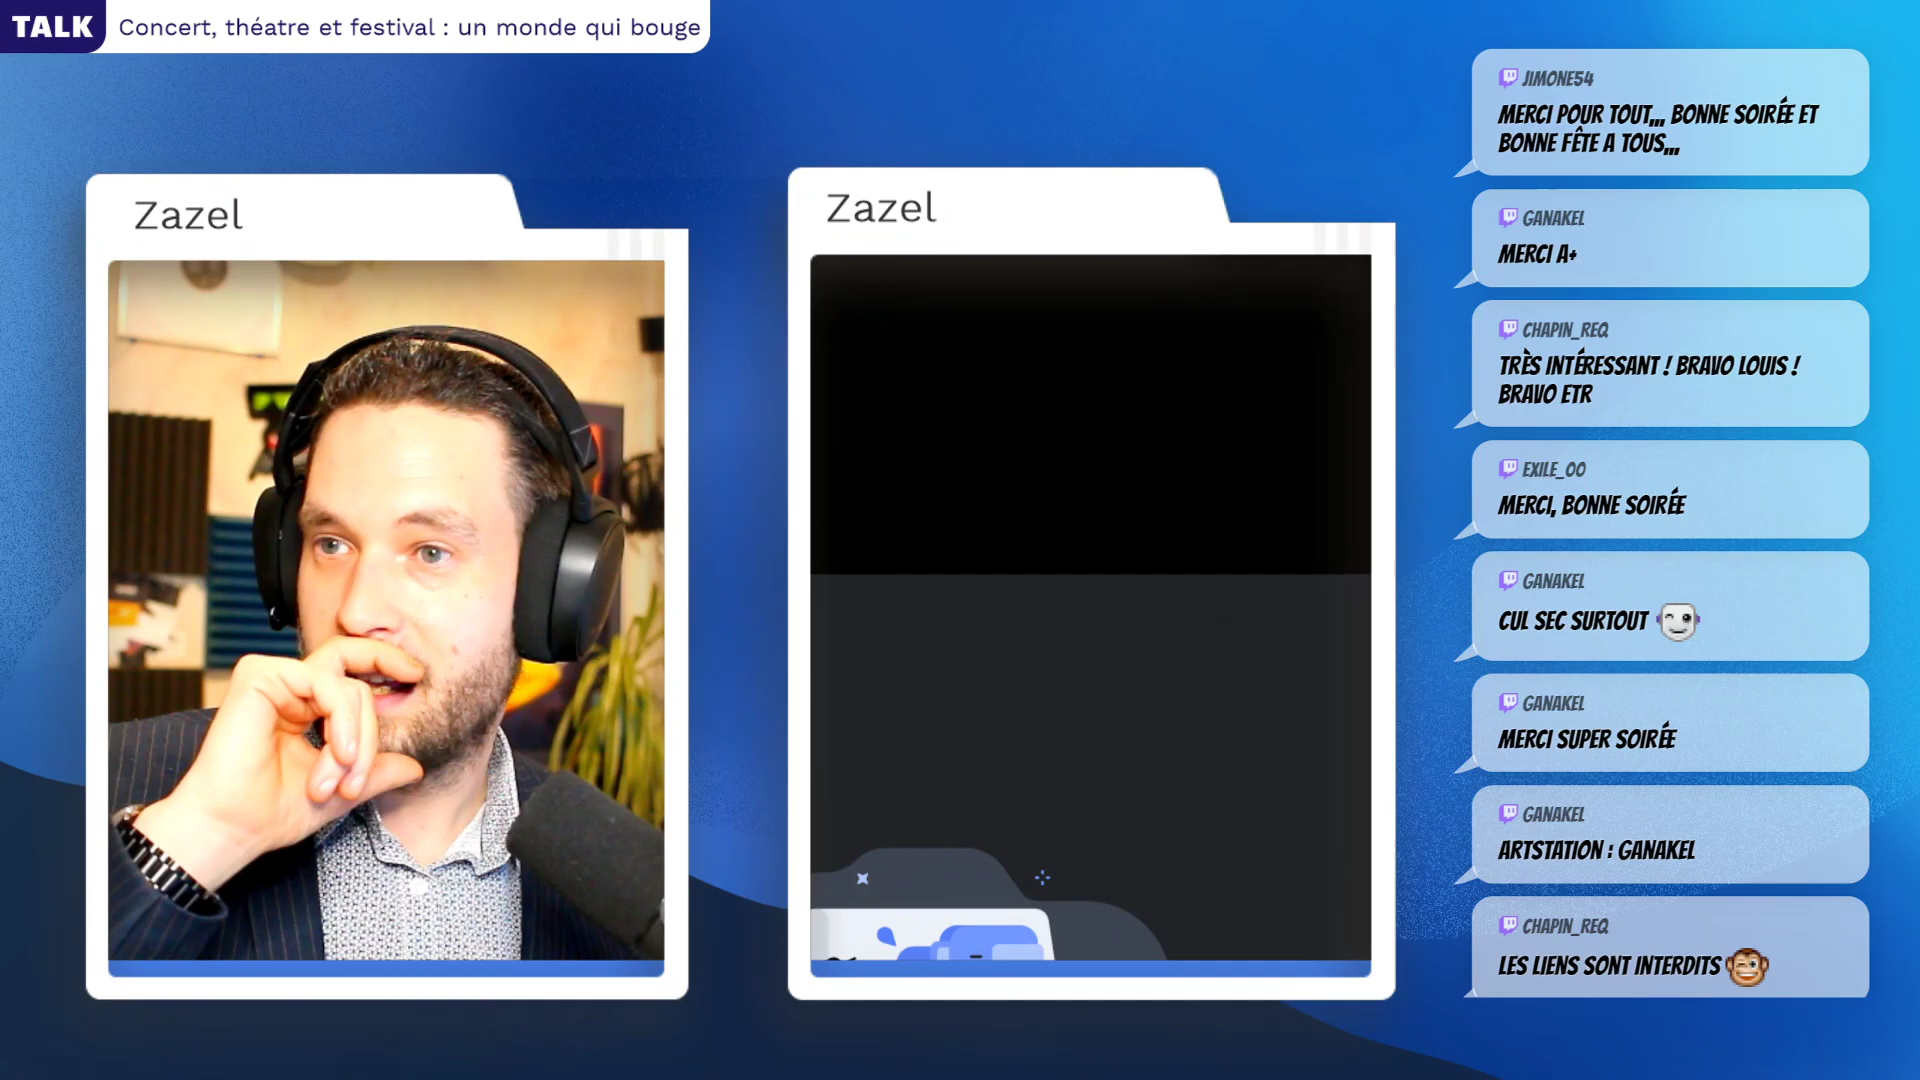 TALK
Concert, théatre et festival : un monde qui bouge
Zazel
Zazel
JIMONE54
MERCI POUR TOUT,,, BONNE SOIRÉE ET
BONNE FÊTE A TOUS,,,
GANAKEL
MERCI A+
CHAPIN_REQ
TRÈS INTÉRESSANT ! BRAVO LOUIS !
BRAVO ETR
EXILE_OO
MERCI, BONNE SOIRÉE
GANAKEL
CUL SEC SURTOUT
GANAKEL
MERCI SUPER SOIRÉE
GANAKEL
ARTSTATION : GANAKEL
CHAPIN_REQ
LES LIENS SONT INTERDITS